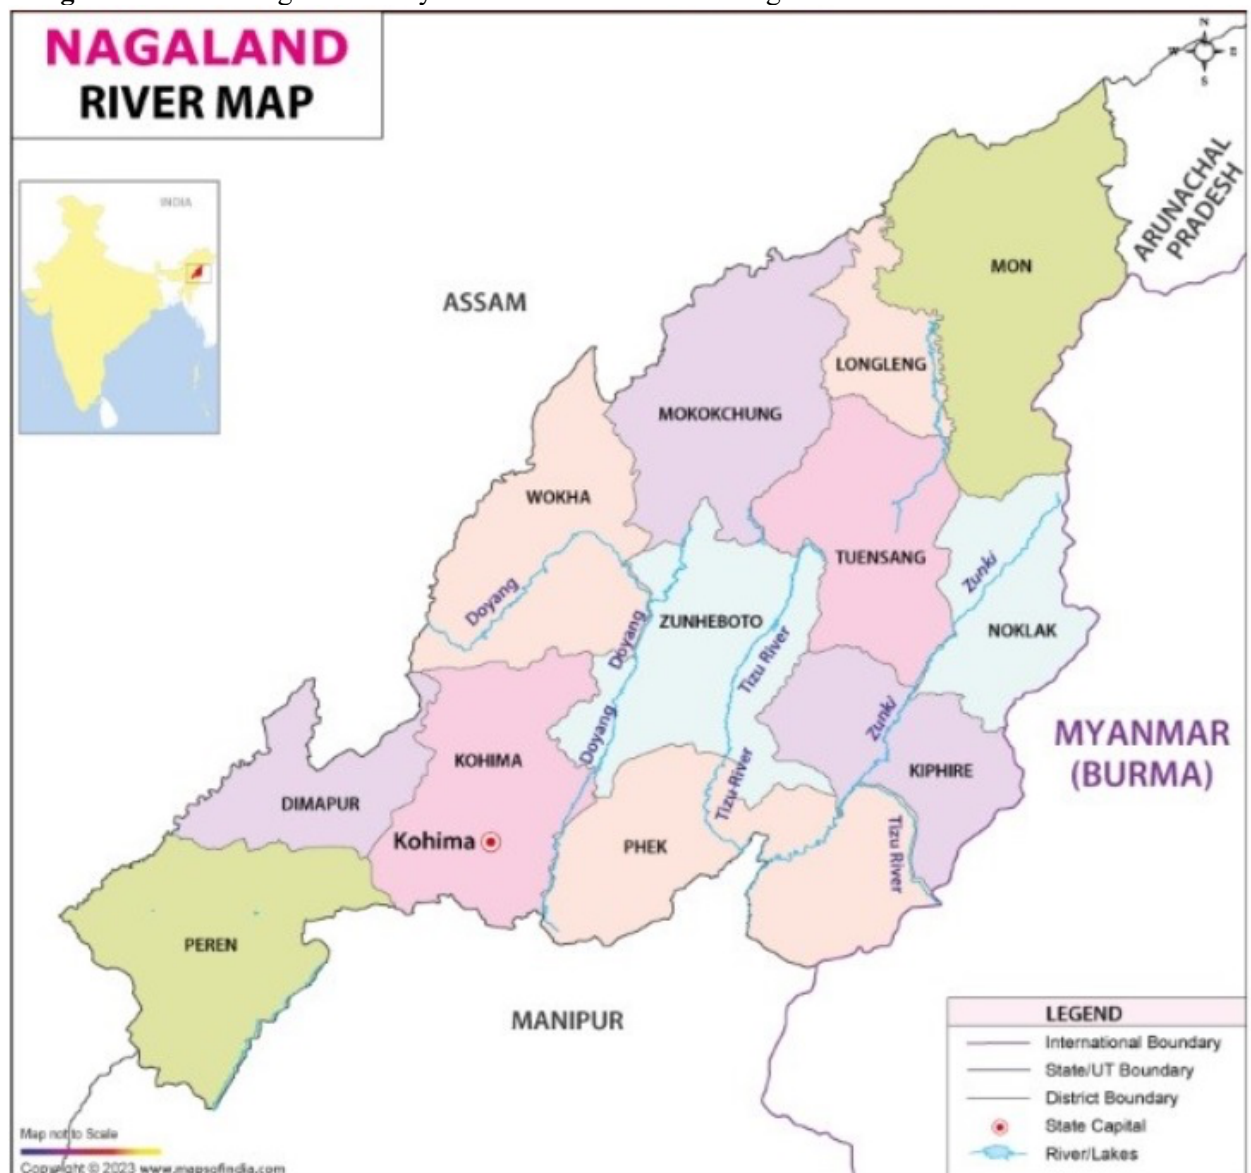 NAGALAND
RIVER MAP
INDIA
N
W
E
S
ARUNACHAL
PRADESH
ASSAM
MON
LONGLENG
MOKOKCHUNG
WOKHA
TUENSANG
Zunki
NOKLAK
Doyang
Doyang
ZUNHEBOTO
Tizu River
Doyang
Zunki
MYANMAR
(BURMA)
KOHIMA
KIPHIRE
Tizu River
DIMAPUR
Kohima
PHEK
Tizu River
PEREN
MANIPUR
LEGEND
International Boundary
State/UT Boundary
District Boundary
State Capital
River/Lakes
Map not to Scale
Copyright © 2023 www.mapsofindia.com